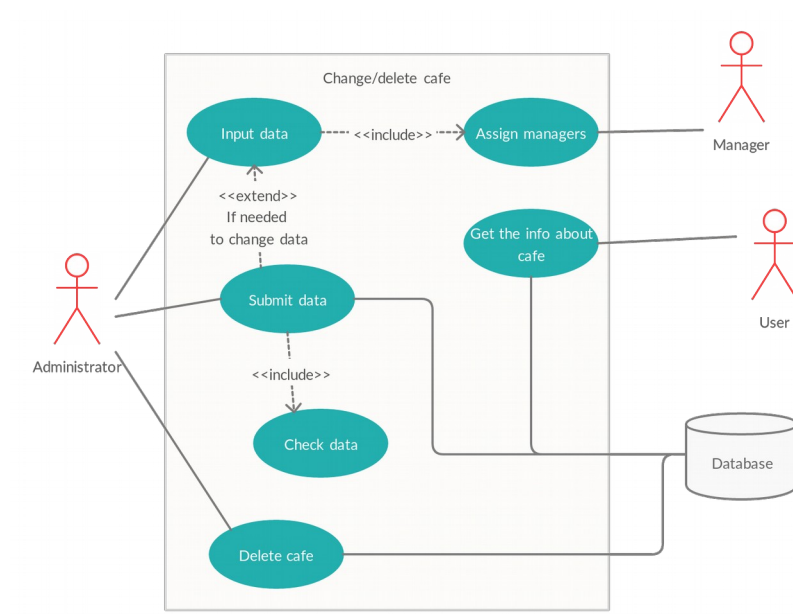 Change/delete cafe
Input data
<<include>>
Assign managers
Manager
<<extend>>
If needed
to change data
Get the info about
cafe
Submit data
User
Administrator
<<include>>
Check data
Database
Delete cafe